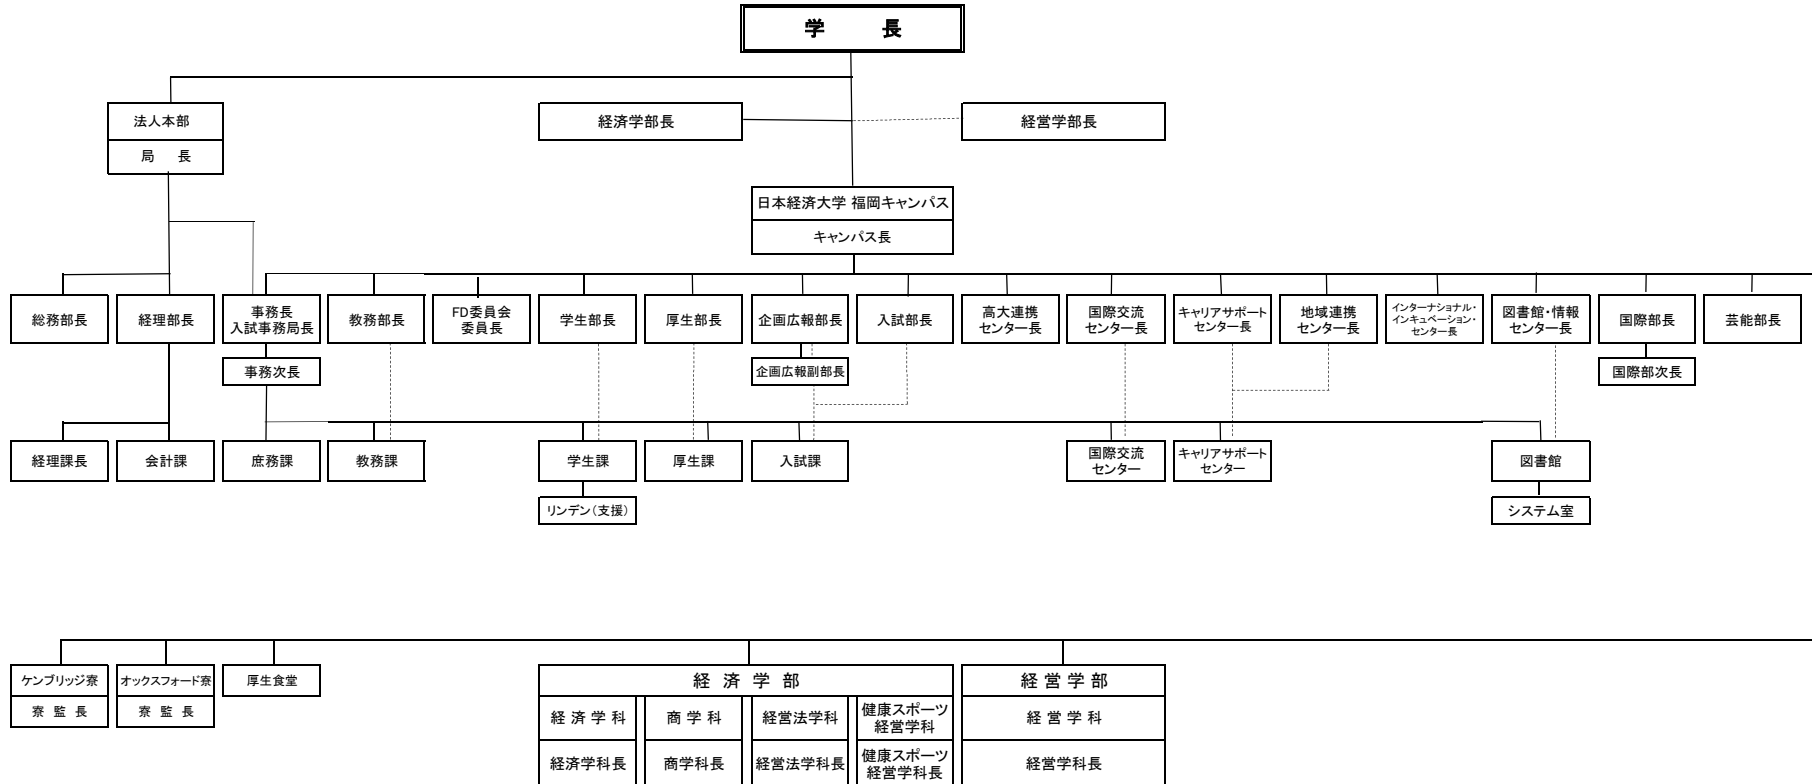 学　　長
法人本部
局　長
経済学部長
経営学部長
日本経済大学 福岡キャンパス
キャンパス長
総務部長
経理部長
事務長
入試事務局長
教務部長
FD委員会
委員長
学生部長
厚生部長
企画広報部長
入試部長
高大連携
センター長
国際交流
センター長
キャリアサポート
センター長
地域連携
センター長
インターナショナル・
インキュベーション・
センター長
図書館・情報
センター長
国際部長
芸能部長
事務次長
企画広報副部長
国際部次長
経理課長
会計課
庶務課
教務課
学生課
厚生課
入試課
国際交流
センター
キャリアサポート
センター
図書館
リンデン（支援）
システム室
ケンブリッジ寮
寮 監 長
オックスフォード寮
寮 監 長
厚生食堂
経 済 学 部
経 営 学 部
経 済 学 科
商 学 科
経営法学科
健康スポーツ
経営学科
経 営 学 科
経済学科長
商学科長
経営法学科長
健康スポーツ
経営学科長
経営学科長